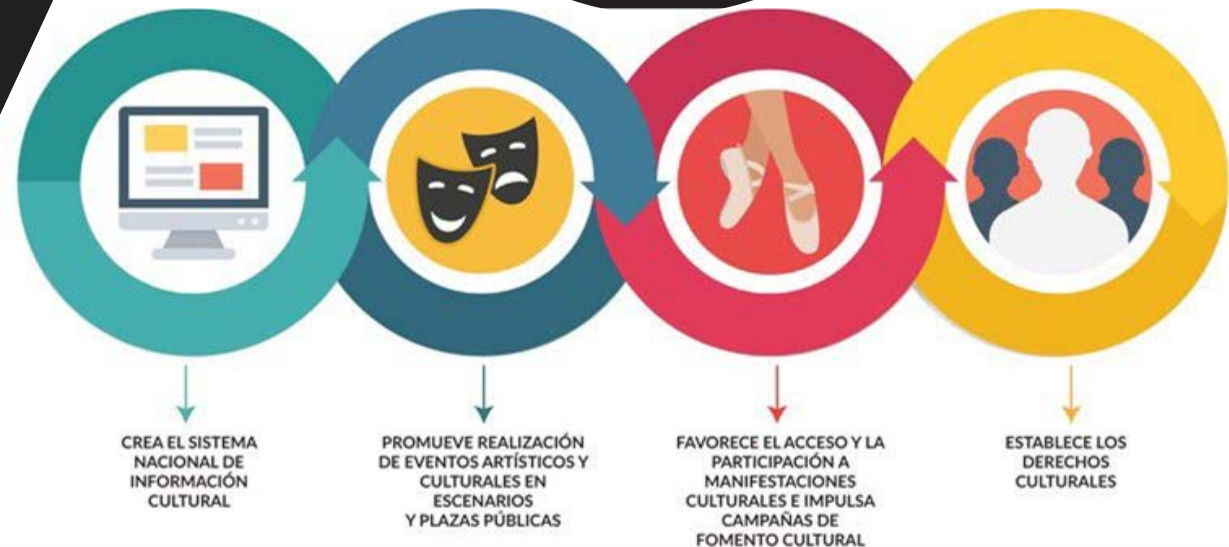 CREA EL SISTEMA
NACIONAL DE
INFORMACIÓN
CULTURAL
PROMUEVE REALIZACIÓN
DE EVENTOS ARTÍSTICOS Y
CULTURALES EN
ESCENARIOS
Y PLAZAS PÚBLICAS
FAVORECE EL ACCESO Y LA
PARTICIPACIÓN A
MANIFESTACIONES
CULTURALES E IMPULSA
CAMPAÑAS DE
FOMENTO CULTURAL
ESTABLECE LOS
DERECHOS
CULTURALES